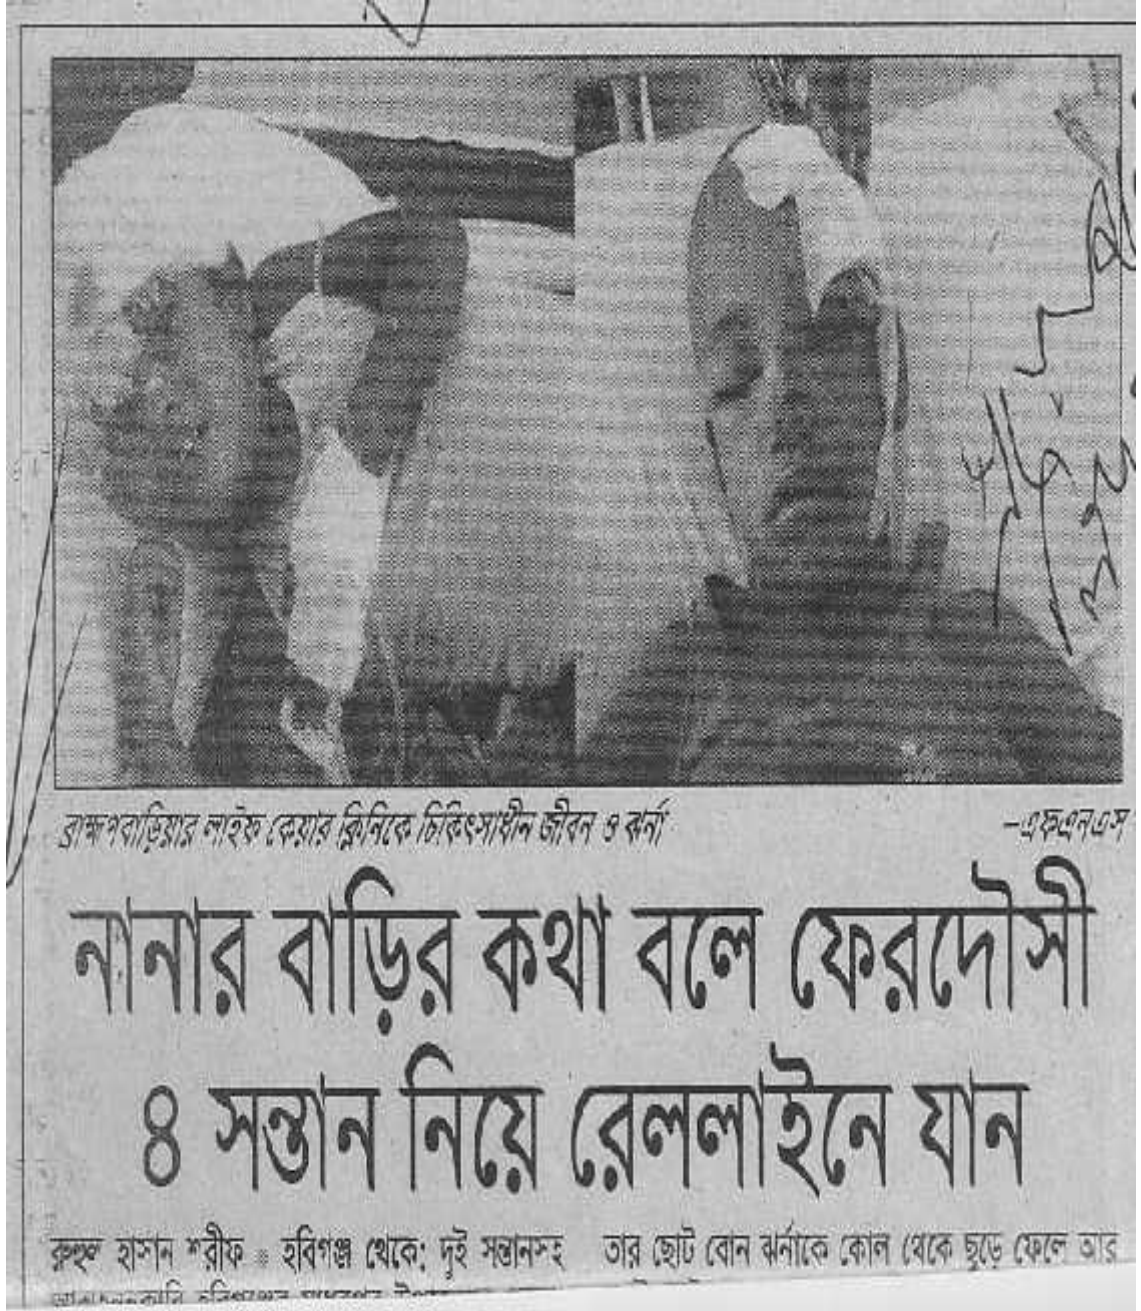 ব্রাহ্মণবাড়িয়ার লাইফ কেয়ার ক্লিনিকে চিকিৎসাধীন জীবন ও ঝর্না –এফএনএস
নানার বাড়ির কথা বলে ফেরদৌসী
৪ সন্তান নিয়ে রেললাইনে যান
রুহুল হাসান শরীফ ॥ হবিগঞ্জ থেকে: দুই সন্তানসহ
তার ছোট বোন ঝর্নাকে কোল থেকে ছুড়ে ফেলে আর